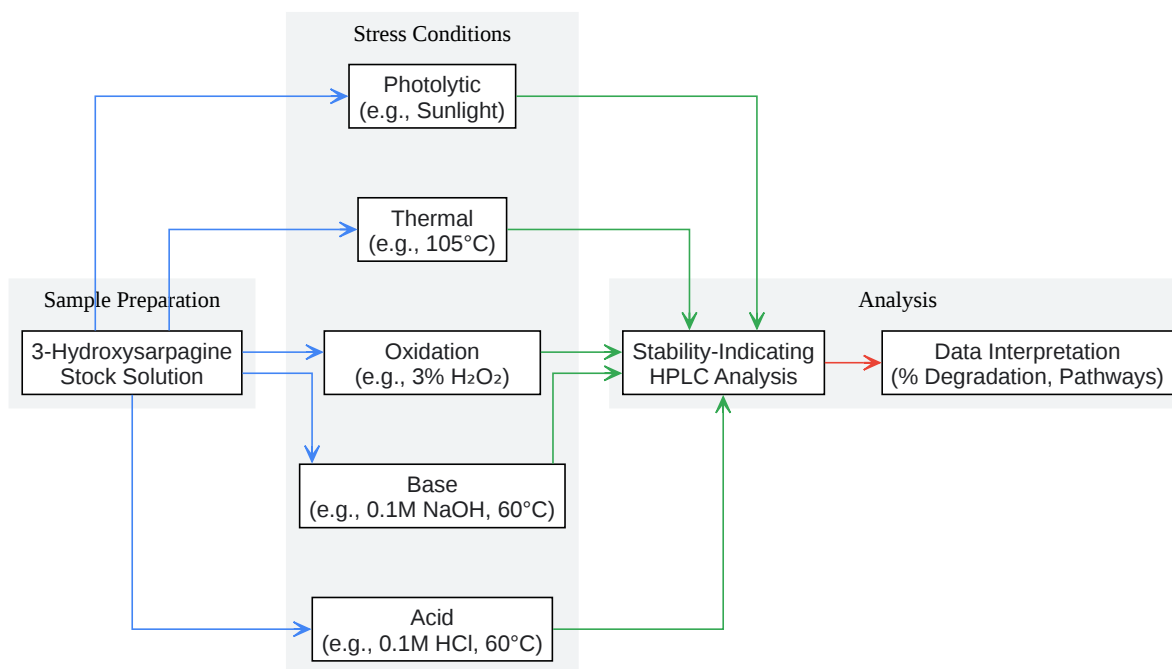 Stress Conditions
Photolytic
(e.g., Sunlight)
Thermal
(e.g., 105°C)
Sample Preparation
3-Hydroxysarpagine
Stock Solution
Oxidation
(e.g., 3% H₂O₂)
Base
(e.g., 0.1M NaOH, 60°C)
Acid
(e.g., 0.1M HCl, 60°C)
Analysis
Stability-Indicating
HPLC Analysis
Data Interpretation
(% Degradation, Pathways)